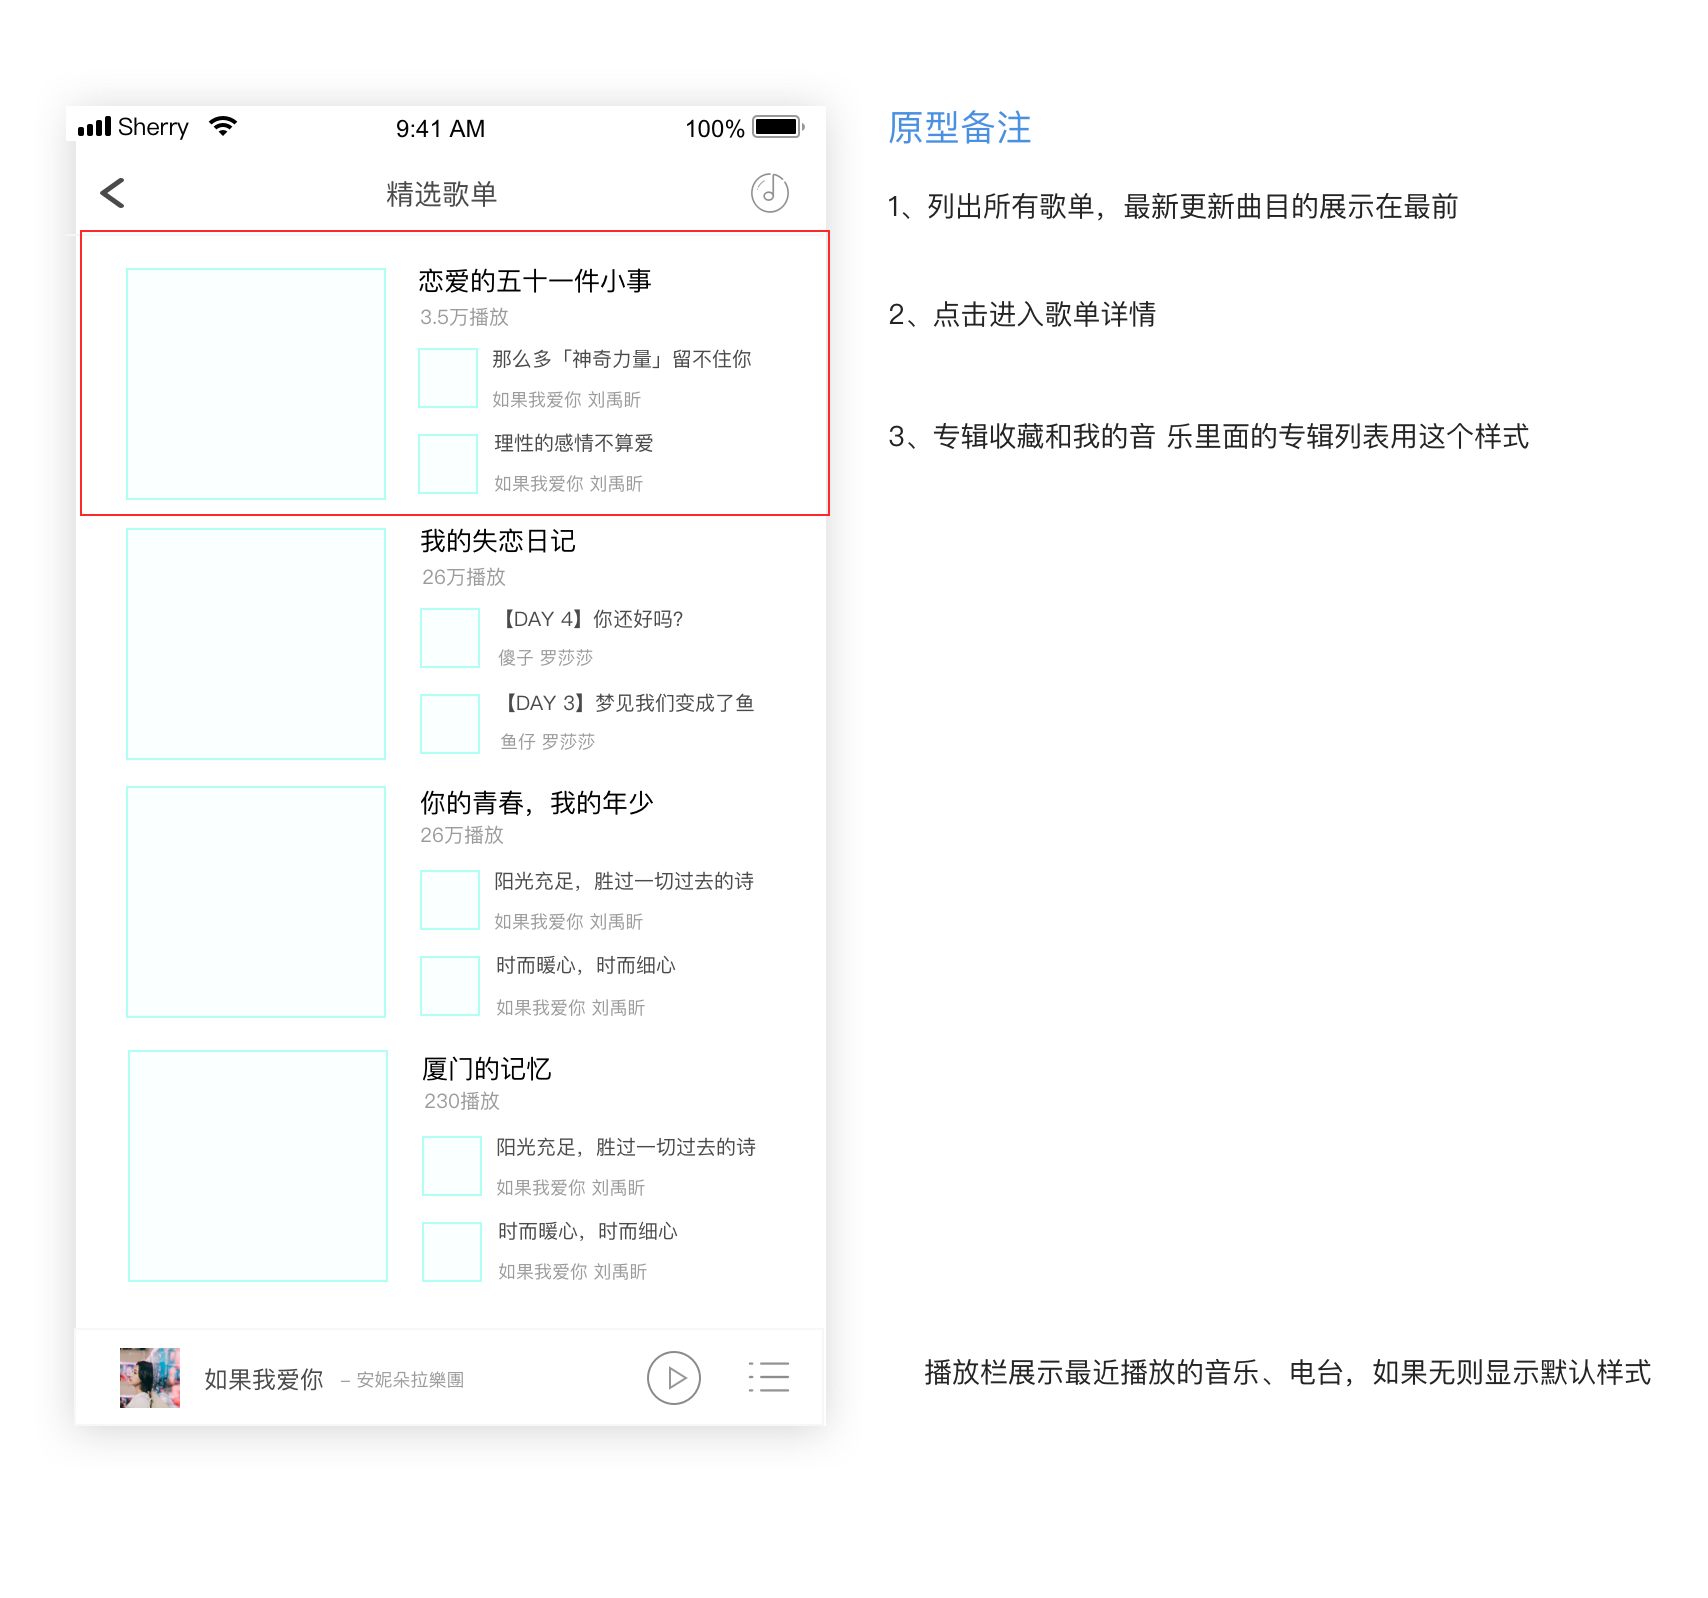 Sherry 9:41 AM 100%
精选歌单
恋爱的五十一件小事
3.5万播放
那么多「神奇力量」留不住你
如果我爱你 刘禹昕
理性的感情不算爱
如果我爱你 刘禹昕
我的失恋日记
26万播放
【DAY 4】你还好吗？
傻子 罗莎莎
【DAY 3】梦见我们变成了鱼
鱼仔 罗莎莎
你的青春，我的年少
26万播放
阳光充足，胜过一切过去的诗
如果我爱你 刘禹昕
时而暖心，时而细心
如果我爱你 刘禹昕
厦门的记忆
230播放
阳光充足，胜过一切过去的诗
如果我爱你 刘禹昕
时而暖心，时而细心
如果我爱你 刘禹昕
如果我爱你 – 安妮朵拉樂團
原型备注
1、列出所有歌单，最新更新曲目的展示在最前
2、点击进入歌单详情
3、专辑收藏和我的音 乐里面的专辑列表用这个样式
播放栏展示最近播放的音乐、电台，如果无则显示默认样式